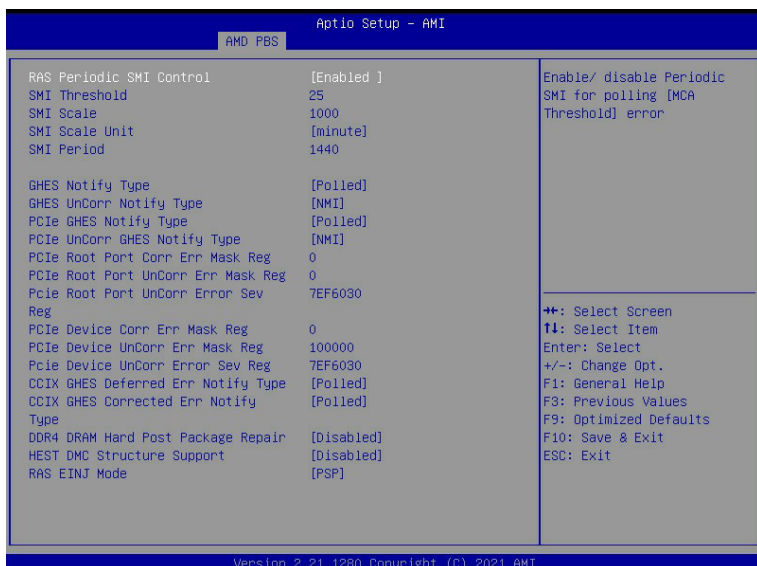 Aptio Setup - AMI
AMD PBS
RAS Periodic SMI Control [Enabled ]
SMI Threshold 25
SMI Scale 1000
SMI Scale Unit [minute]
SMI Period 1440
GHES Notify Type [Polled]
GHES UnCorr Notify Type [NMI]
PCIe GHES Notify Type [Polled]
PCIe UnCorr GHES Notify Type [NMI]
PCIe Root Port Corr Err Mask Reg 0
PCIe Root Port UnCorr Err Mask Reg 0
Pcie Root Port UnCorr Error Sev 7EF6030
Reg
PCIe Device Corr Err Mask Reg 0
PCIe Device UnCorr Err Mask Reg 100000
Pcie Device UnCorr Error Sev Reg 7EF6030
CCIX GHES Deferred Err Notify Type [Polled]
CCIX GHES Corrected Err Notify [Polled]
Type
DDR4 DRAM Hard Post Package Repair [Disabled]
HEST DMC Structure Support [Disabled]
RAS EINJ Mode [PSP]
Enable/ disable Periodic
SMI for polling [MCA
Threshold] error
→←: Select Screen
↑↓: Select Item
Enter: Select
+/-: Change Opt.
F1: General Help
F3: Previous Values
F9: Optimized Defaults
F10: Save & Exit
ESC: Exit
Version 2.21.1280 Copyright (C) 2021 AMI